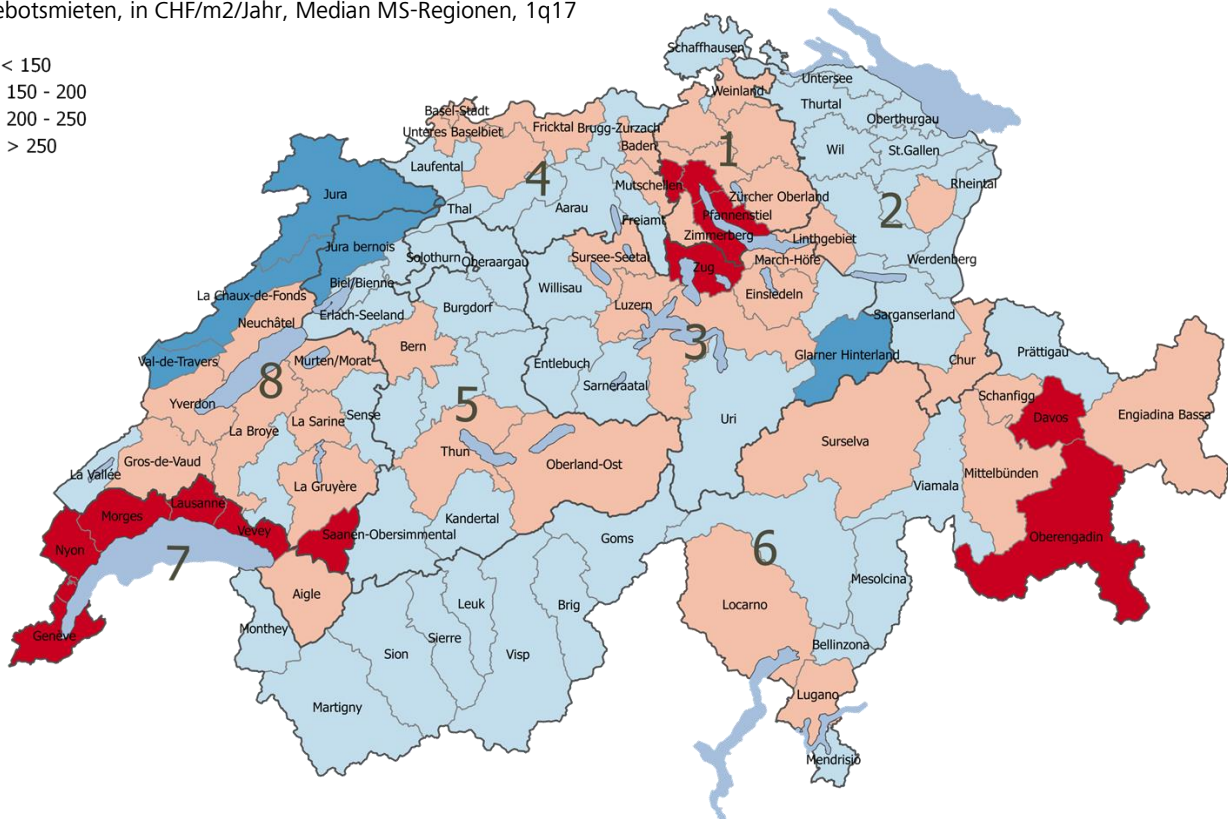 ebotsmieten, in CHF/m2/Jahr, Median MS-Regionen, 1q17
< 150
150 - 200
200 - 250
> 250
Schaffhausen
Untersee
Weinland
Thurtal
Basel-Stadt
Oberthurgau
Unteres Baselbiet
Fricktal
Brugg-Zurzach
Baden
1
Wil
St.Gallen
Laufental
4
Mutschellen
Rheintal
Jura
Zürcher Oberland
Thal
Aarau
Pfannenstiel
2
Freiamt
Zimmerberg
Linthgebiet
Jura bernois
Solothurn
Oberaargau
Sursee-Seetal
Zug
March-Höfe
Werdenberg
Biel/Bienne
Willisau
Einsiedeln
La Chaux-de-Fonds
Burgdorf
Luzern
Erlach-Seeland
Sarganserland
Neuchâtel
3
Bern
Val-de-Travers
Murten/Morat
Entlebuch
Glarner Hinterland
Chur
Prättigau
8
Sarneraatal
Yverdon
5
Schanfigg
La Sarine
Sense
Uri
Davos
Engiadina Bassa
La Broye
Surselva
Thun
Oberland-Ost
Gros-de-Vaud
La Vallée
Mittelbünden
La Gruyère
Viamala
Lausanne
Morges
Kandertal
Vevey
Saanen-Obersimmental
Goms
Oberengadin
Nyon
7
6
Mesolcina
Aigle
Leuk
Brig
Locarno
Monthey
Genève
Sierre
Bellinzona
Sion
Visp
Lugano
Martigny
Mendrisio